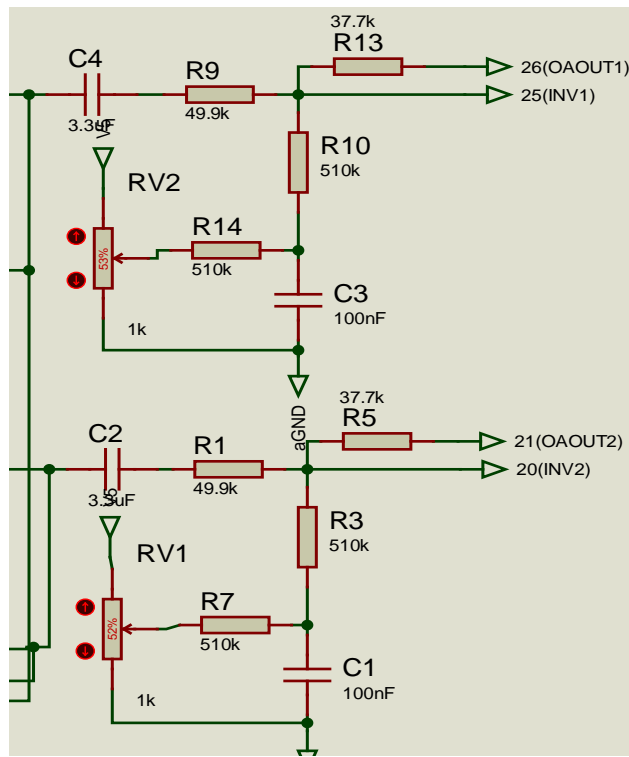 37.7k
C4
R13
26(OAOUT1)
R9
25(INV1)
3.3uF
49.9k
R10
510k
RV2
R14
53%
510k
C3
100nF
1k
aGND
37.7k
R5
21(OAOUT2)
C2
R1
20(INV2)
3.3uF
49.9k
R3
510k
RV1
R7
52%
510k
C1
100nF
1k